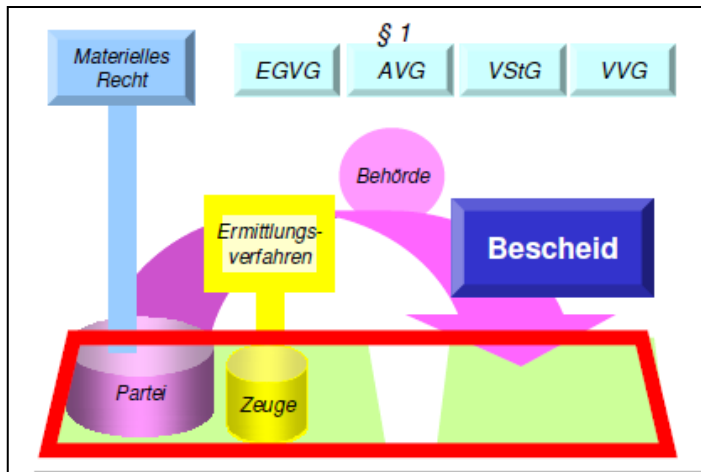 § 1
Materielles
Recht
EGVG
AVG
VStG
VVG
Behörde
Ermittlungs-
verfahren
Bescheid
Partei
Zeuge